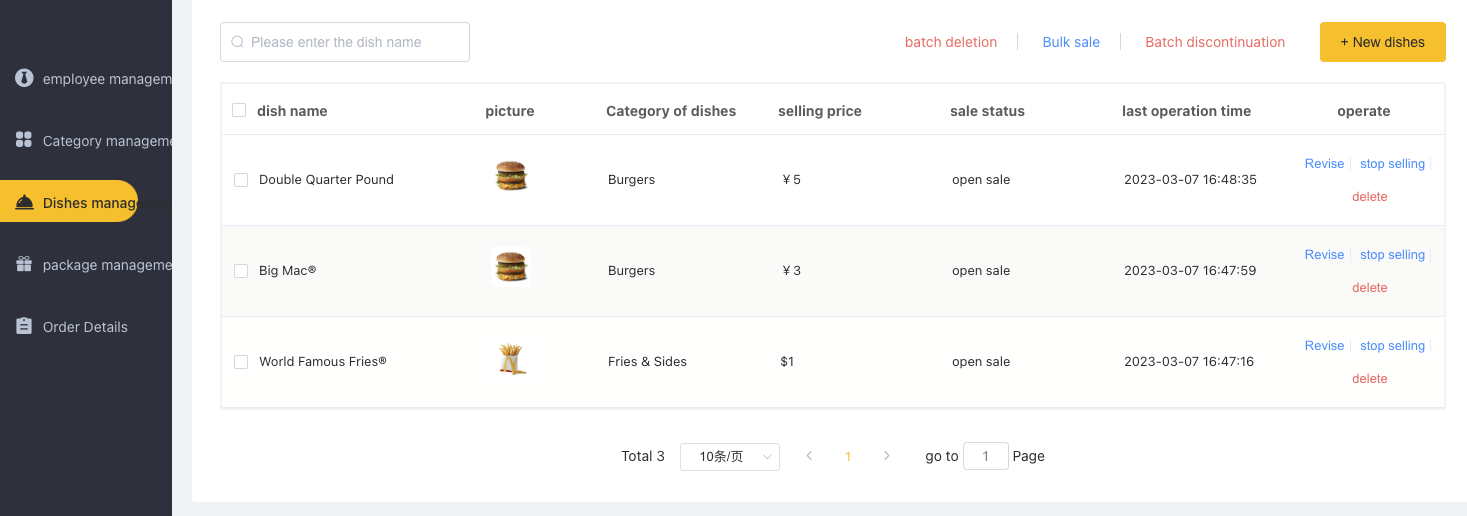 Please enter the dish name
batch deletion
Bulk sale
Batch discontinuation
+ New dishes
employee managem
Category manageme
Dishes management
package manageme
Order Details
dish name picture Category of dishes selling price sale status last operation time operate
Double Quarter Pound Burgers ￥5 open sale 2023-03-07 16:48:35 Revise stop selling
delete
Big Mac® Burgers ￥3 open sale 2023-03-07 16:47:59 Revise stop selling
delete
World Famous Fries® Fries & Sides $1 open sale 2023-03-07 16:47:16 Revise stop selling
delete
Total 3 10条/页 1 go to 1 Page